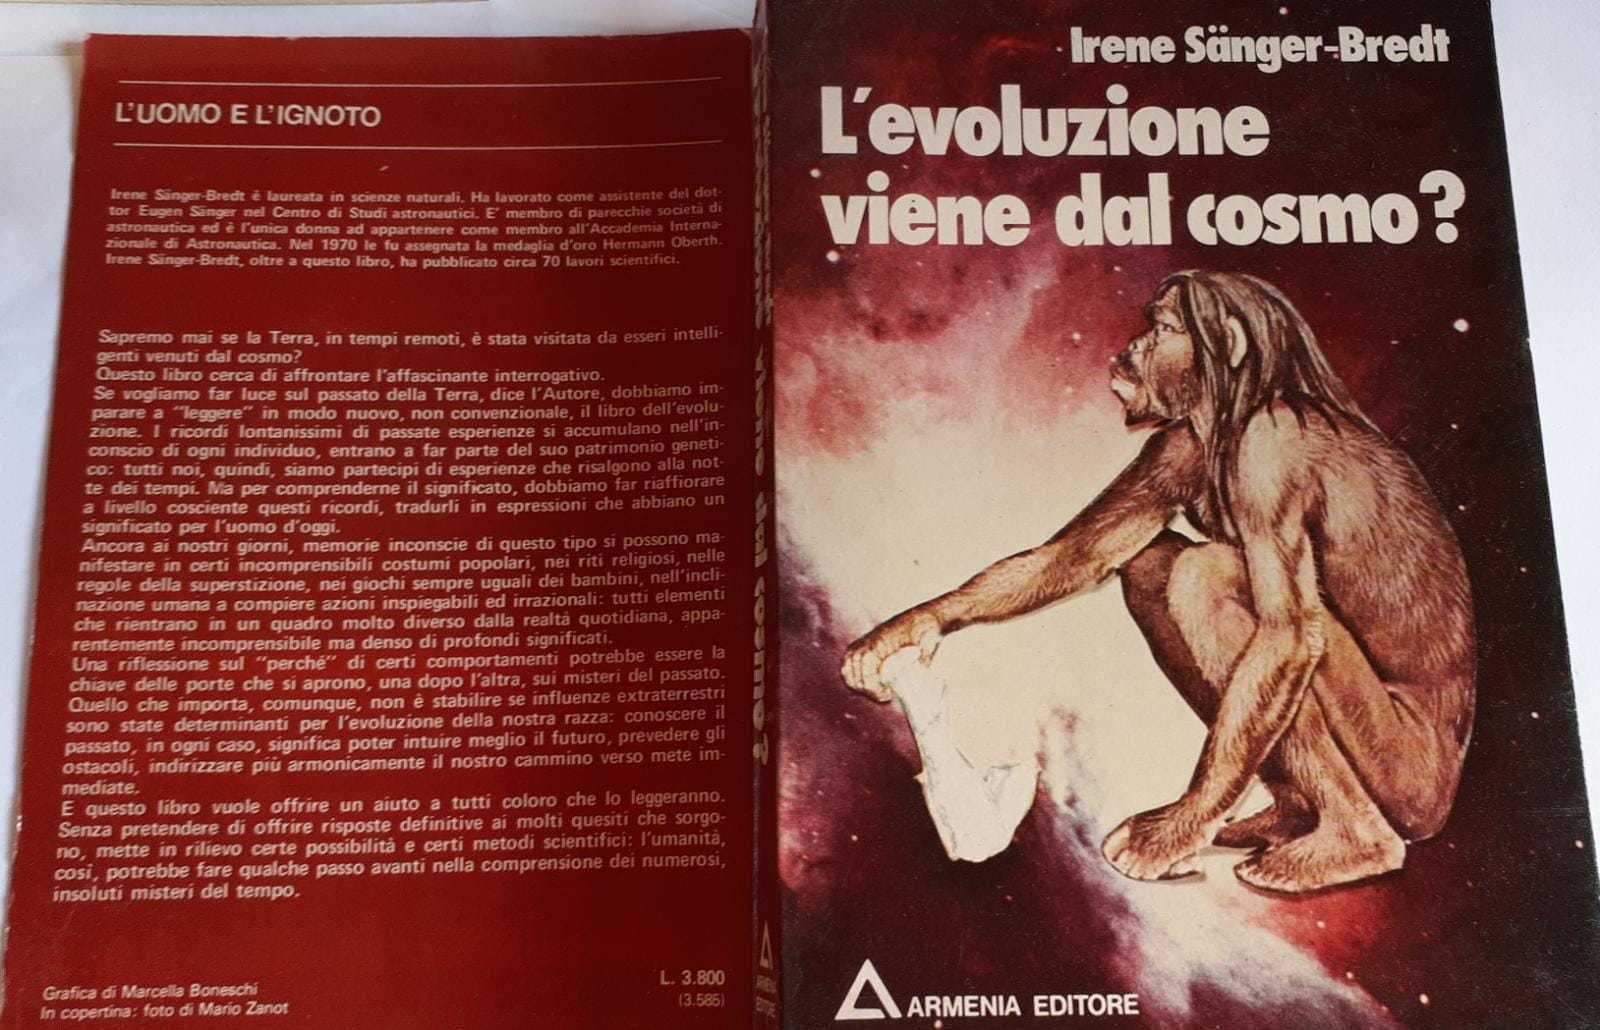 L'UOMO E L'IGNOTO
Irene Sänger-Bredt è laureata in scienze naturali. Ha lavorato come assistente del dot-
tor Eugen Sänger nel Centro di Studi astronautici. E' membro di parecchie società di
astronautica ed è l'unica donna ad appartenere come membro all'Accademia Interna-
zionale di Astronautica. Nel 1970 le fu assegnata la medaglia d'oro Hermann Oberth.
Irene Sänger-Bredt, oltre a questo libro, ha pubblicato circa 70 lavori scientifici.
Sapremo mai se la Terra, in tempi remoti, è stata visitata da esseri intelli-
genti venuti dal cosmo?
Questo libro cerca di affrontare l'affascinante interrogativo.
Se vogliamo far luce sul passato della Terra, dice l'Autore, dobbiamo im-
parare a "leggere" in modo nuovo, non convenzionale, il libro dell'evolu-
zione. I ricordi lontanissimi di passate esperienze si accumulano nell'in-
conscio di ogni individuo, entrano a far parte del suo patrimonio geneti-
co: tutti noi, quindi, siamo partecipi di esperienze che risalgono alla not-
te dei tempi. Ma per comprenderne il significato, dobbiamo far riaffiorare
a livello cosciente questi ricordi, tradurli in espressioni che abbiano un
significato per l'uomo d'oggi.
Ancora ai nostri giorni, memorie inconscie di questo tipo si possono ma-
nifestare in certi incomprensibili costumi popolari, nei riti religiosi, nelle
regole della superstizione, nei giochi sempre uguali dei bambini, nell'incli-
nazione umana a compiere azioni inspiegabili ed irrazionali: tutti elementi
che rientrano in un quadro molto diverso dalla realtà quotidiana, appa-
rentemente incomprensibile ma denso di profondi significati.
Una riflessione sul "perché" di certi comportamenti potrebbe essere la
chiave delle porte che si aprono, una dopo l'altra, sui misteri del passato.
Quello che importa, comunque, non è stabilire se influenze extraterrestri
sono state determinanti per l'evoluzione della nostra razza: conoscere il
passato, in ogni caso, significa poter intuire meglio il futuro, prevedere gli
ostacoli, indirizzare più armonicamente il nostro cammino verso mete im-
mediate.
E questo libro vuole offrire un aiuto a tutti coloro che lo leggeranno.
Senza pretendere di offrire risposte definitive ai molti quesiti che sorgo-
no, mette in rilievo certe possibilità e certi metodi scientifici: l'umanità,
così, potrebbe fare qualche passo avanti nella comprensione dei numerosi,
insoluti misteri del tempo.
Grafica di Marcella Boneschi
In copertina: foto di Mario Zanot
L. 3.800
(3.585)
viene dal cosmo?
ARMENIA
EDITORE
Irene Sänger-Bredt
L'evoluzione
viene dal cosmo?
ARMENIA EDITORE